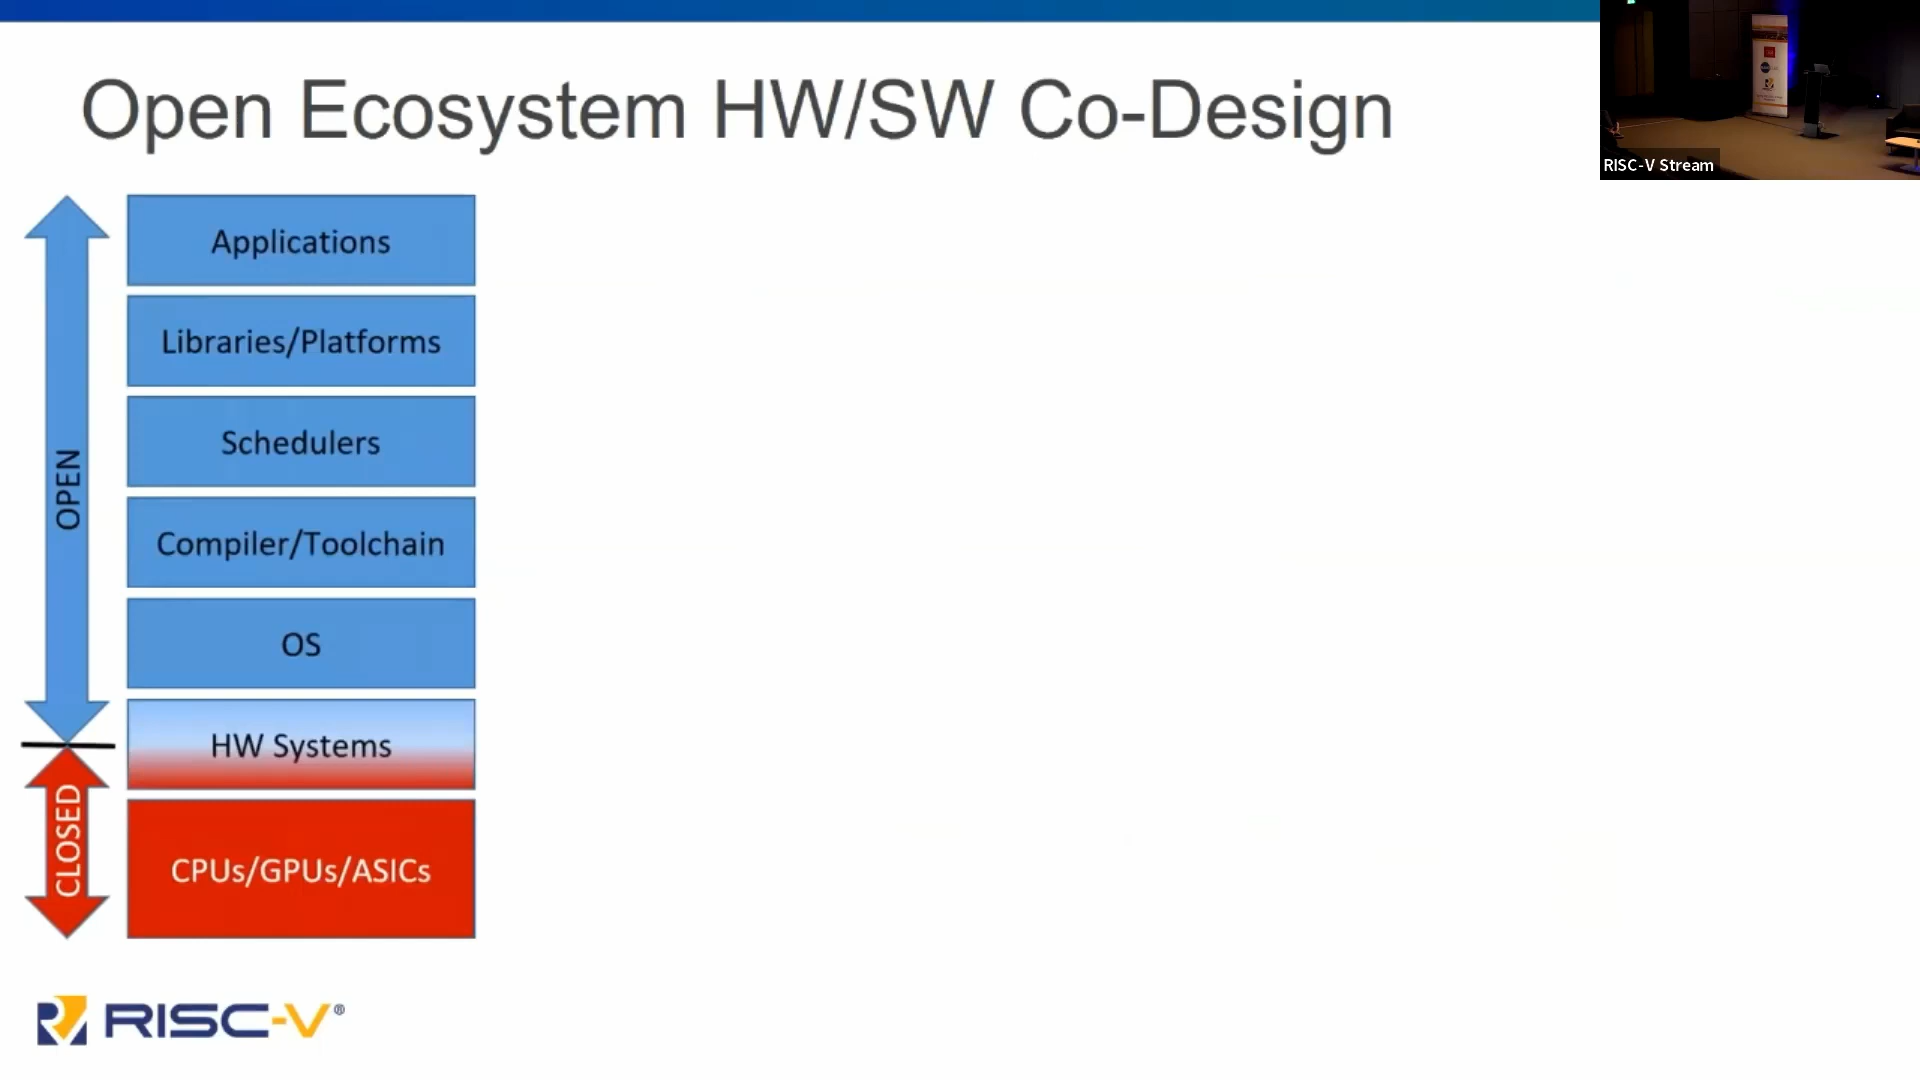 Open Ecosystem HW/SW Co-Design
RISC-V Stream
OPEN
Applications
Libraries/Platforms
Schedulers
Compiler/Toolchain
OS
HW Systems
CLOSED
CPUs/GPUs/ASICs
RISC-V®